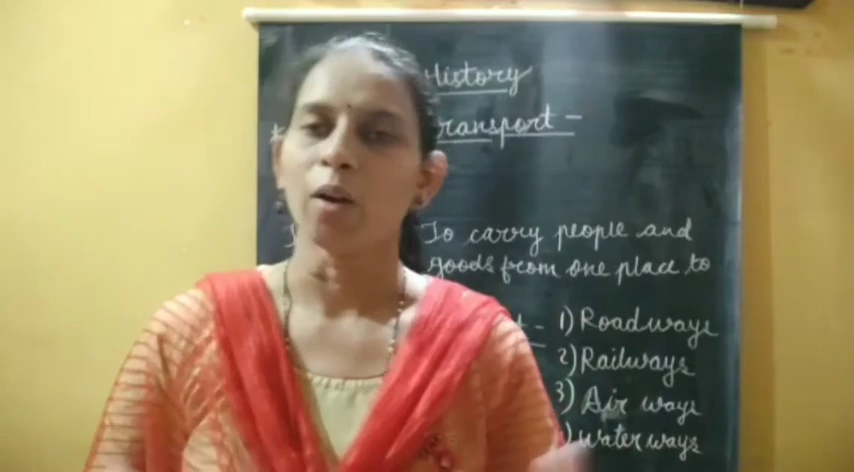 History
ransport -
To carry people and
goods from one place to
t - 1) Roadways
2) Railways
3) Air ways
) Water ways